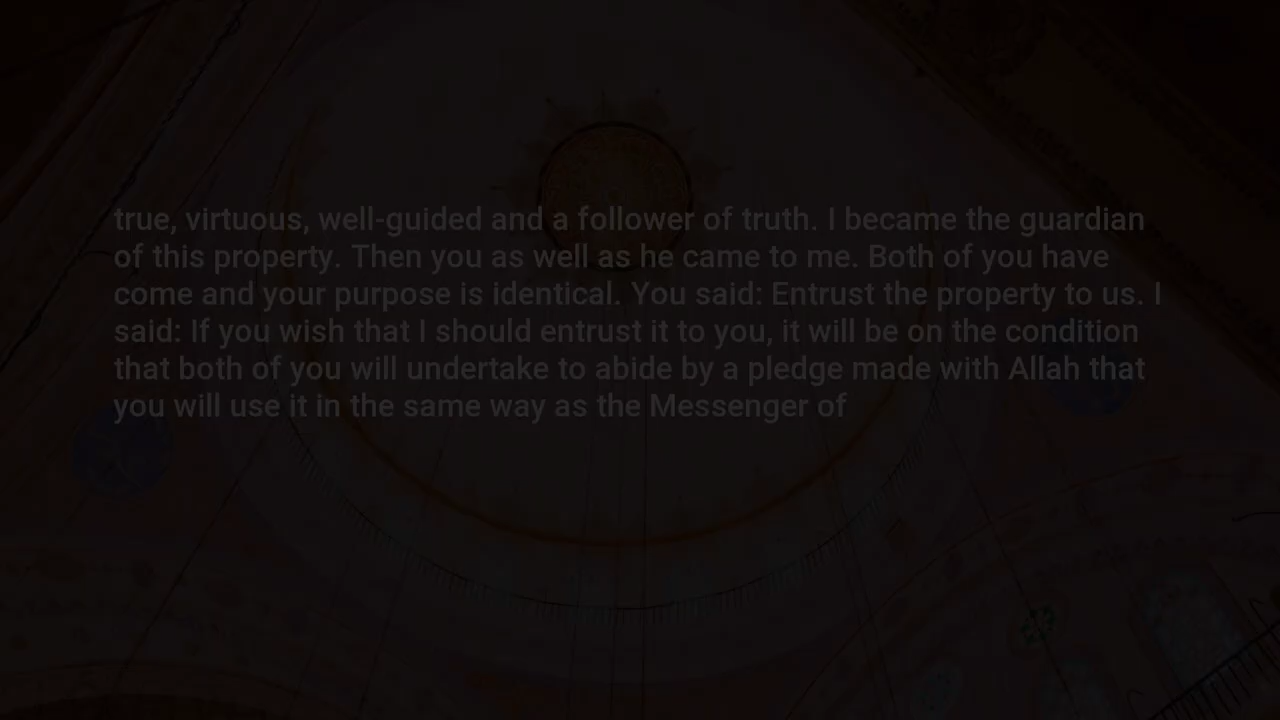 true, virtuous, well-guided and a follower of truth. I became the guardian
of this property. Then you as well as he came to me. Both of you have
come and your purpose is identical. You said: Entrust the property to us. I
said: If you wish that I should entrust it to you, it will be on the condition
that both of you will undertake to abide by a pledge made with Allah that
you will use it in the same way as the Messenger of